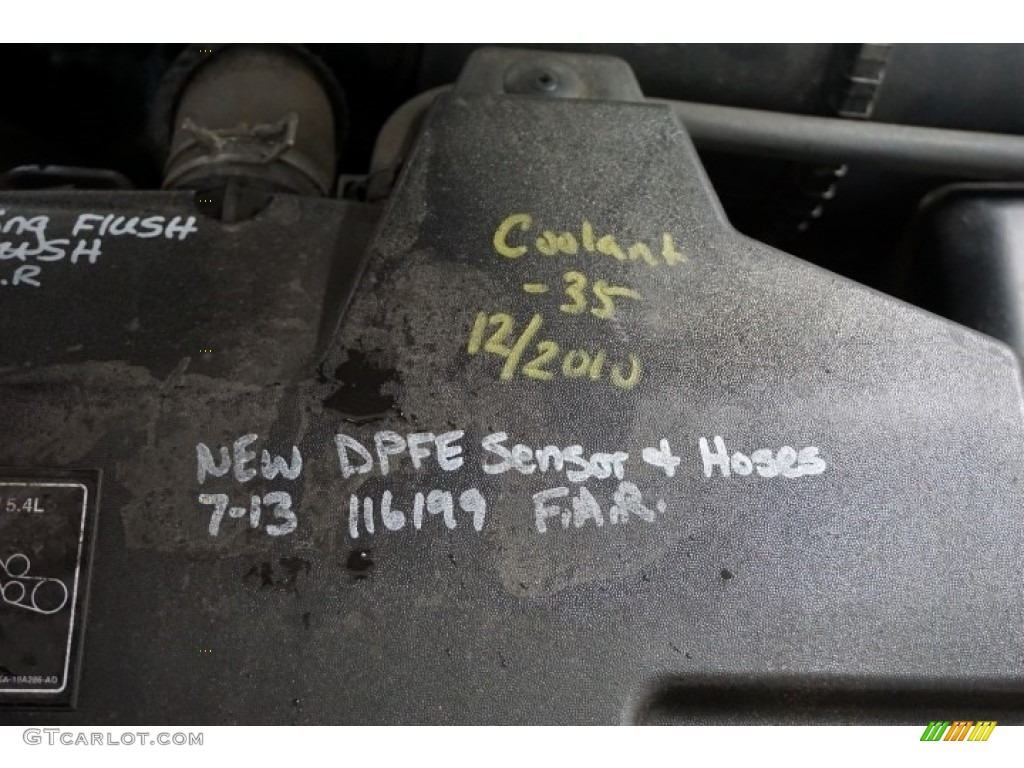 Flush
.R
Coolant
-35
12/2010
NEW DPFE Sensor & Hoses
7-13 116199 F.A.R.
5.4L
GTCARLOT.COM